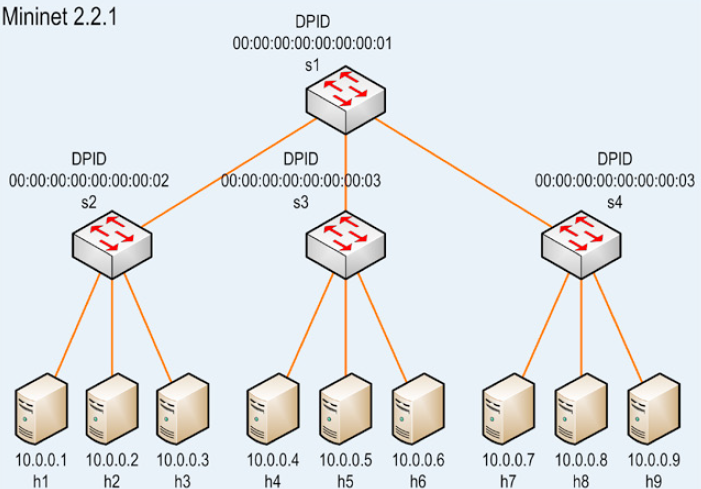 Mininet 2.2.1
DPID
00:00:00:00:00:00:00:01
s1
DPID
00:00:00:00:00:00:00:02
s2
DPID
00:00:00:00:00:00:00:03
s3
DPID
00:00:00:00:00:00:00:03
s4
10.0.0.1
h1
10.0.0.2
h2
10.0.0.3
h3
10.0.0.4
h4
10.0.0.5
h5
10.0.0.6
h6
10.0.0.7
h7
10.0.0.8
h8
10.0.0.9
h9